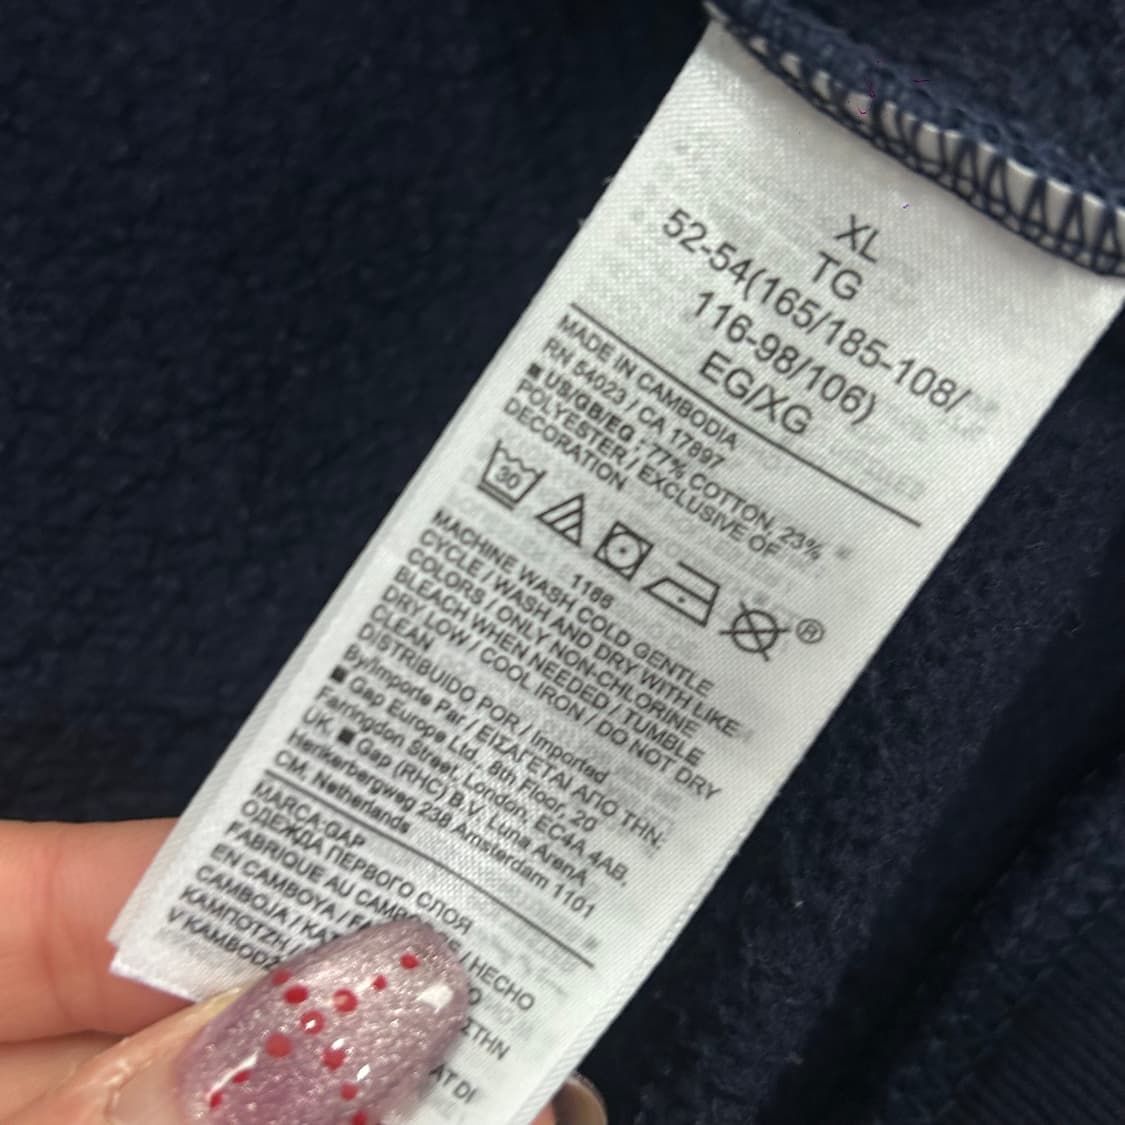 XL
TG
52-54(165/185-108/
116-98/106)
EG/XG
MADE IN CAMBODIA
RN 54023 / CA 17897
■ US/GB/EG :77% COTTON, 23%
POLYESTER / EXCLUSIVE OF
DECORATION
30
®
1166
MACHINE WASH COLD GENTLE
CYCLE / WASH AND DRY WITH LIKE
COLORS / ONLY NON-CHLORINE
BLEACH WHEN NEEDED / TUMBLE
DRY LOW / COOL IRON / DO NOT DRY
CLEAN
DISTRIBUIDO POR / Imported
By/Importe Par / ΕΙΣΑΓΕΤΑΙ ΑΠΟ ΤΗΝ:
■ Gap Europe Ltd., 8th Floor, 20
Farringdon Street, London, EC4A 4AB,
UK, ■ Gap (RHC) B.V. Luna ArenA
Herikerbergweg 238 Amsterdam 1101
CM, Netherlands
MARCA:GAP
ОДЕЖДА ПЕРВОГО СЛОЯ
FABRIQUE AU / HECHO
EN CAMBOYA /
CAMBOJA /
ΚΑΜΠΟΤΖΗ / ΣΤΗΝ
V